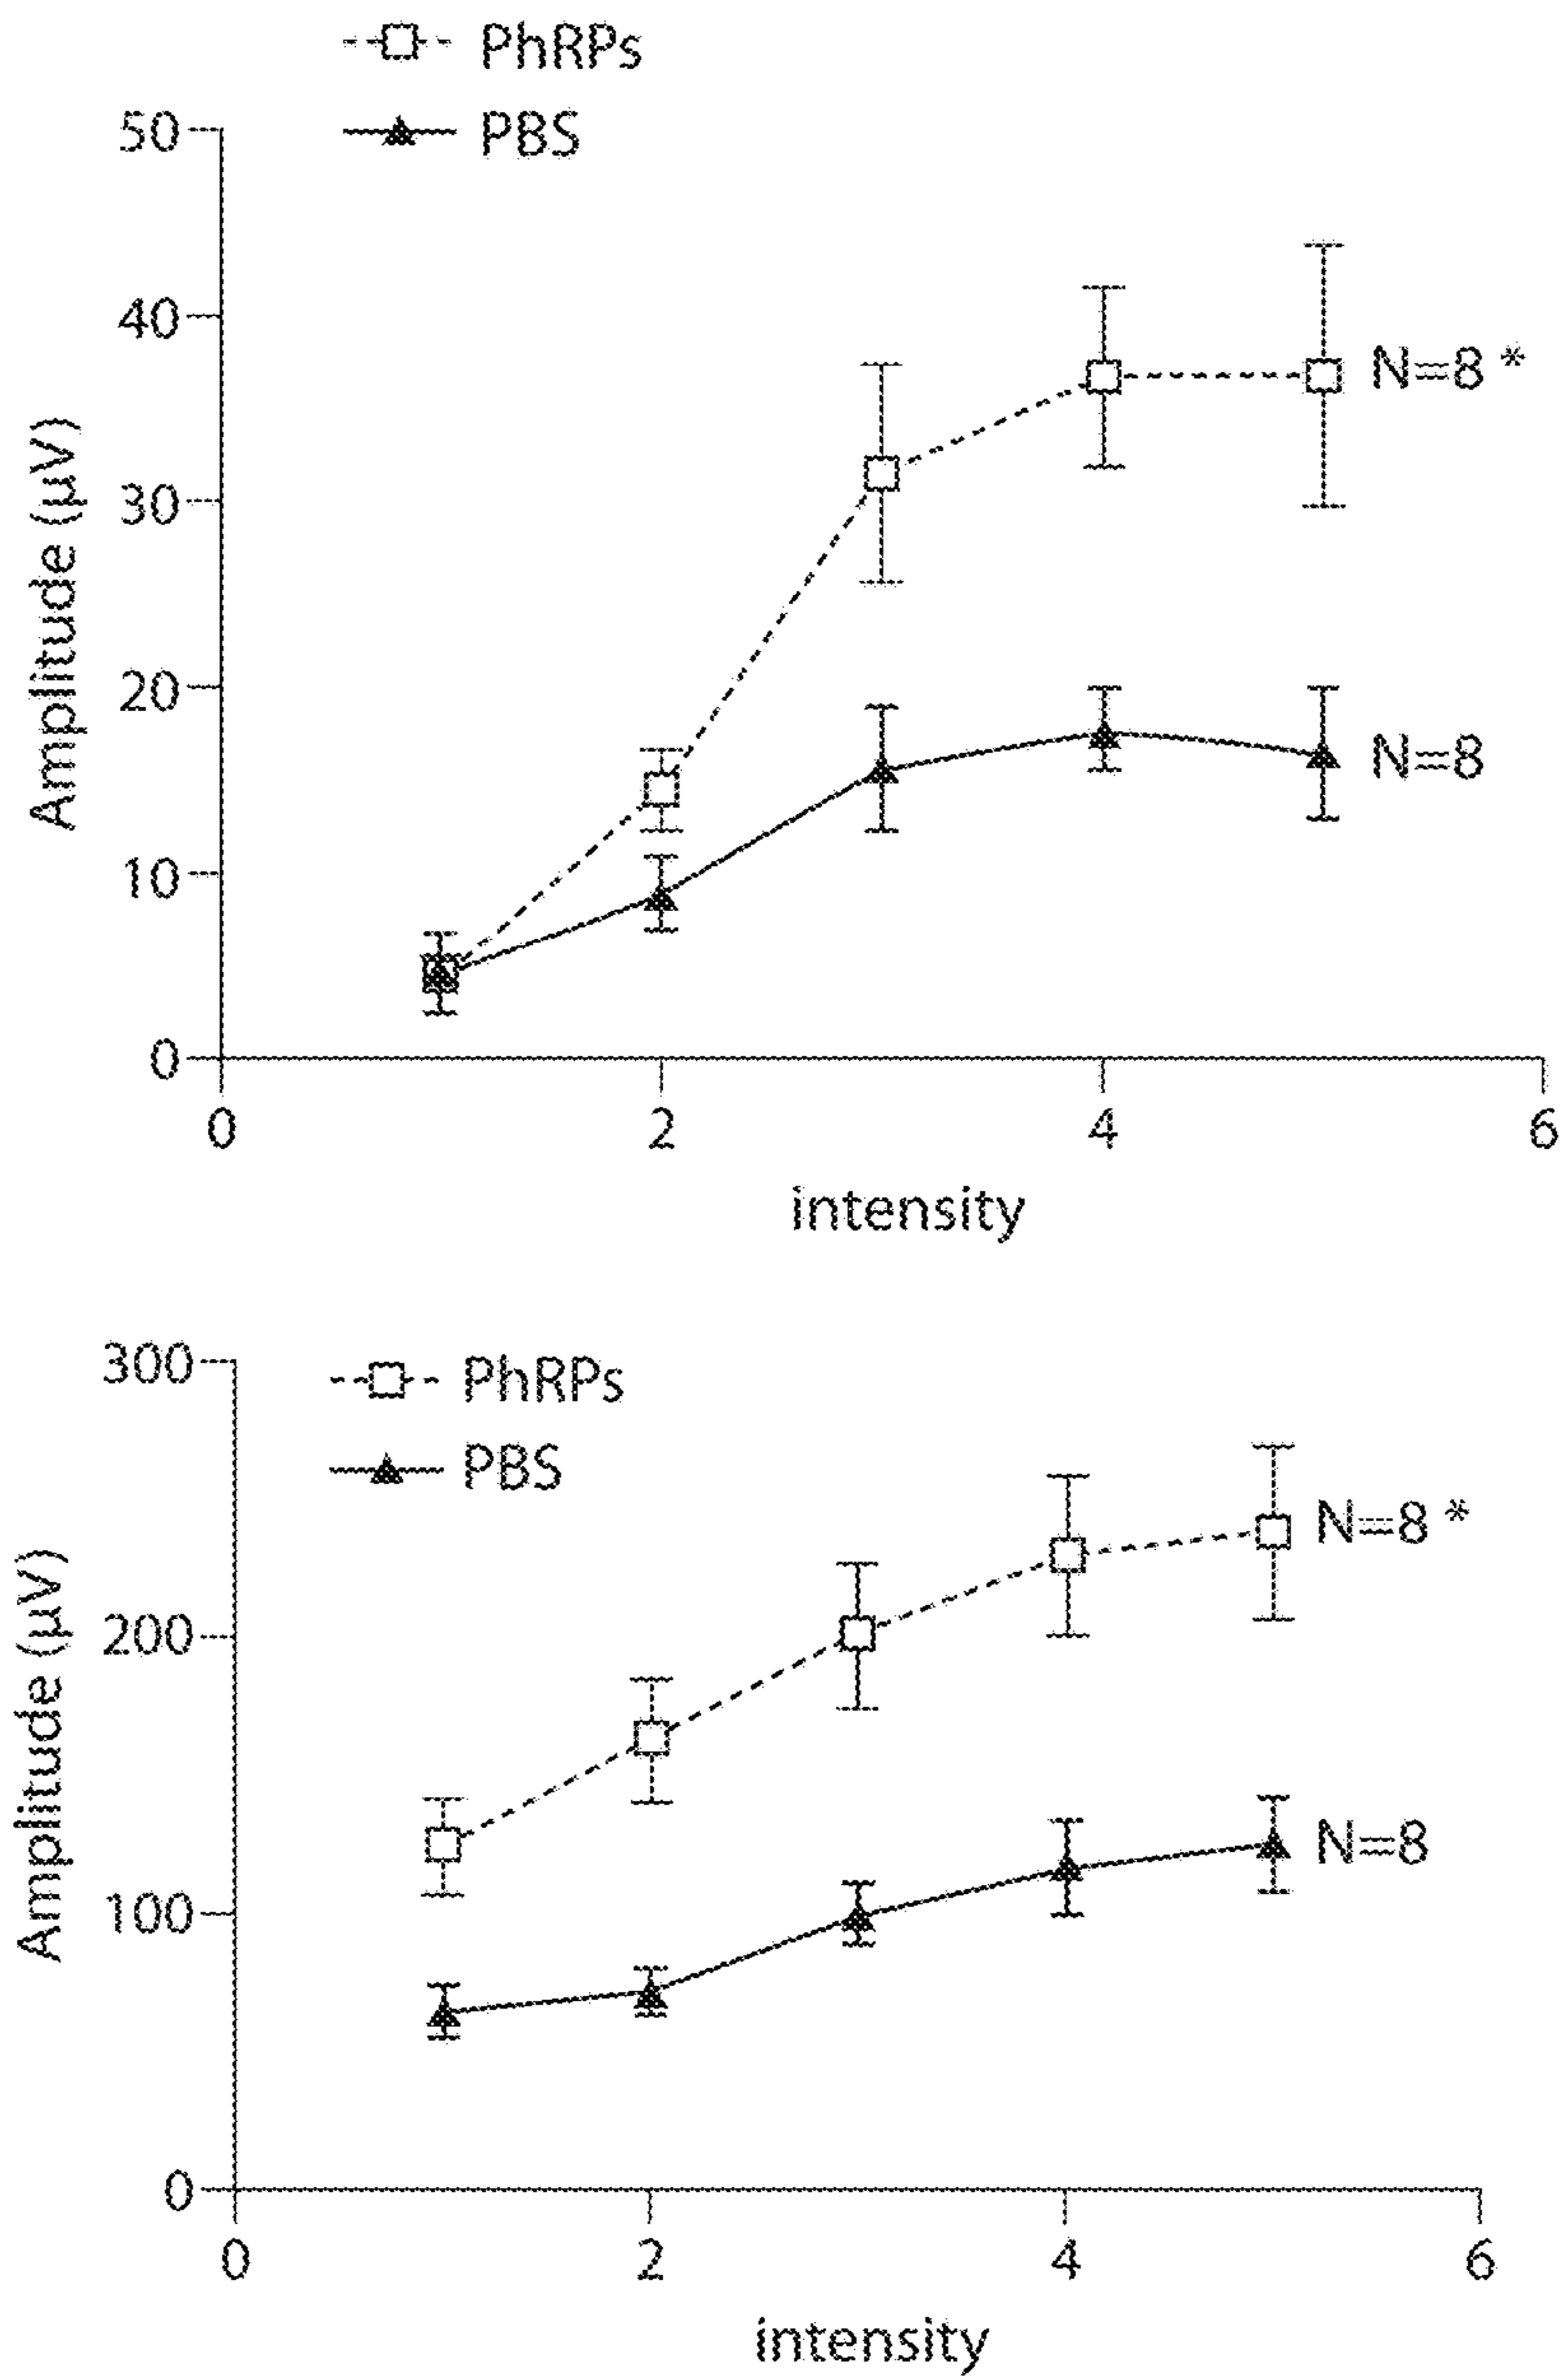 PhRPs
PBS
50
40
30
20
10
0
Amplitude (µV)
N=8 *
N=8
0 2 4 6
intensity
300
200
100
0
Amplitude (µV)
PhRPs
PBS
N=8 *
N=8
0 2 4 6
intensity